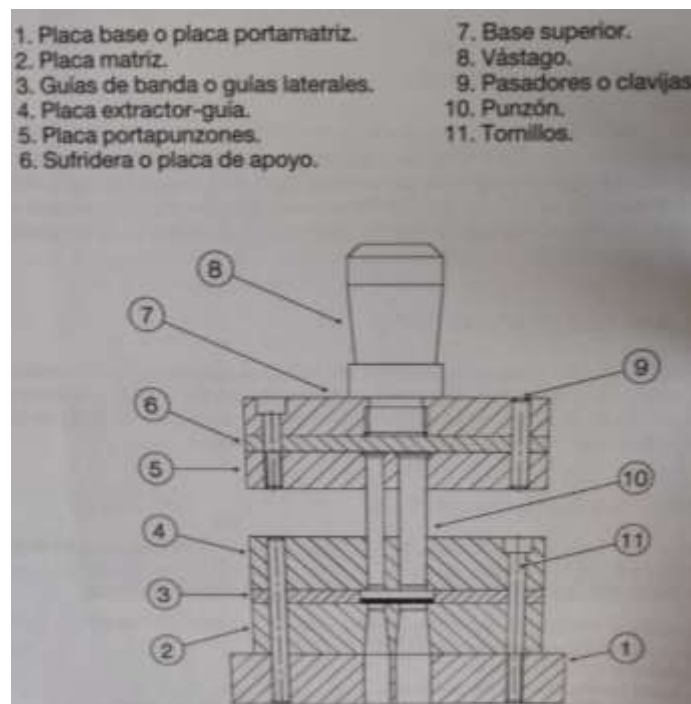 1. Placa base o placa portamatriz.
2. Placa matriz.
3. Guías de banda o guías laterales.
4. Placa extractor-guía.
5. Placa portapunzones.
6. Sufridera o placa de apoyo.
7. Base superior.
8. Vástago.
9. Pasadores o clavijas
10. Punzón.
11. Tornillos.
8
7
9
6
5
10
4
11
3
2
1